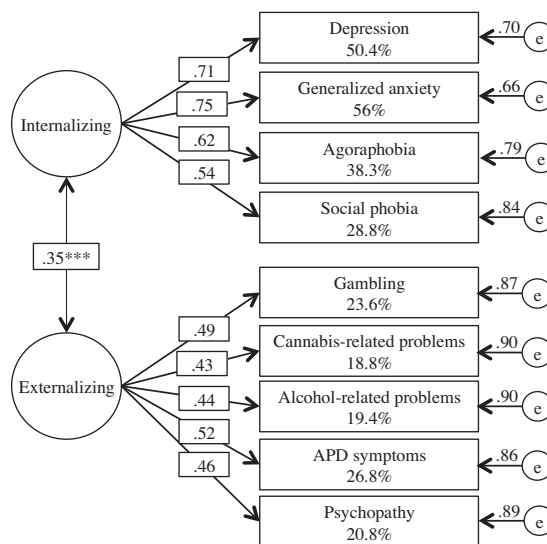 Depression
50.4%
.70
e
.71
Generalized anxiety
56%
.66
e
.75
Internalizing
Agoraphobia
38.3%
.79
e
.62
Social phobia
28.8%
.84
e
.54
.35***
Gambling
23.6%
.87
e
.49
Cannabis-related problems
18.8%
.90
e
.43
Externalizing
Alcohol-related problems
19.4%
.90
e
.44
APD symptoms
26.8%
.86
e
.52
Psychopathy
20.8%
.89
e
.46